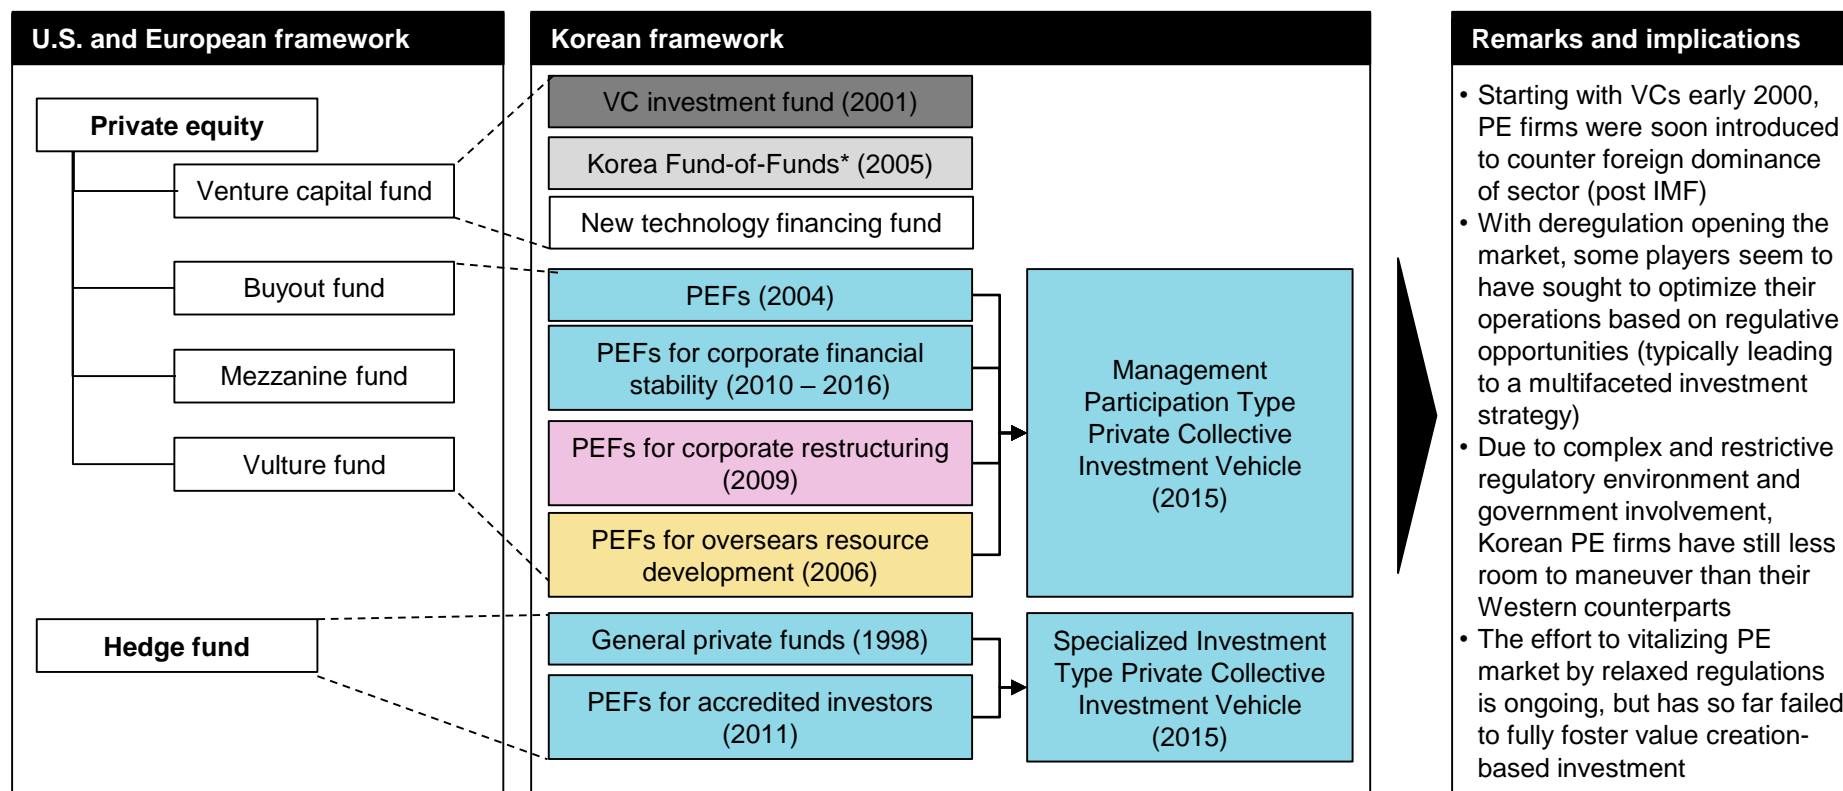 U.S. and European framework
Private equity
Venture capital fund
Buyout fund
Mezzanine fund
Vulture fund
Hedge fund
Korean framework
VC investment fund (2001)
Korea Fund-of-Funds* (2005)
New technology financing fund
PEFs (2004)
PEFs for corporate financial
stability (2010 – 2016)
PEFs for corporate restructuring
(2009)
PEFs for oversears resource
development (2006)
General private funds (1998)
PEFs for accredited investors
(2011)
Management
Participation Type
Private Collective
Investment Vehicle
(2015)
Specialized Investment
Type Private Collective
Investment Vehicle
(2015)
Remarks and implications
• Starting with VCs early 2000,
PE firms were soon introduced
to counter foreign dominance
of sector (post IMF)
• With deregulation opening the
market, some players seem to
have sought to optimize their
operations based on regulative
opportunities (typically leading
to a multifaceted investment
strategy)
• Due to complex and restrictive
regulatory environment and
government involvement,
Korean PE firms have still less
room to maneuver than their
Western counterparts
• The effort to vitalizing PE
market by relaxed regulations
is ongoing, but has so far failed
to fully foster value creation-
based investment